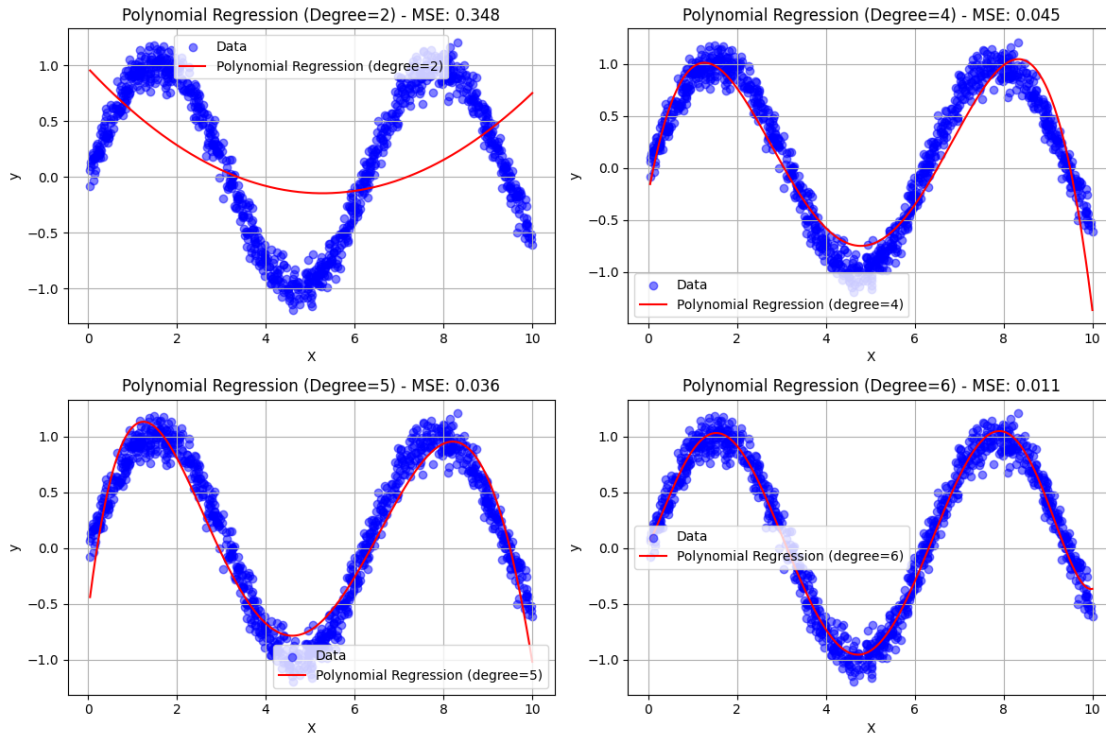 Polynomial Regression (Degree=2) - MSE: 0.348
Data
Polynomial Regression (degree=2)
1.0
0.5
0.0
−0.5
−1.0
y
0 2 4 6 8 10
X
Polynomial Regression (Degree=4) - MSE: 0.045
1.0
0.5
0.0
−0.5
−1.0
y
Data
Polynomial Regression (degree=4)
0 2 4 6 8 10
X
Polynomial Regression (Degree=5) - MSE: 0.036
1.0
0.5
0.0
−0.5
−1.0
y
Data
Polynomial Regression (degree=5)
0 2 4 6 8 10
X
Polynomial Regression (Degree=6) - MSE: 0.011
1.0
0.5
0.0
−0.5
−1.0
y
Data
Polynomial Regression (degree=6)
0 2 4 6 8 10
X